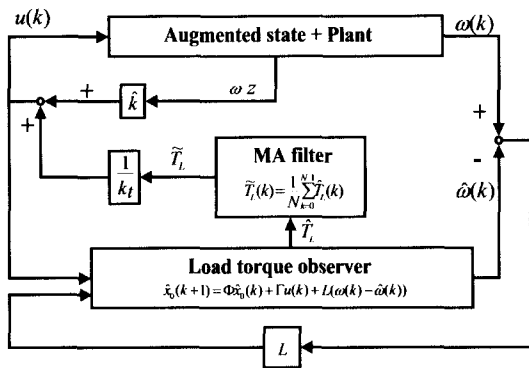 u(k)
Augmented state + Plant
ω(k)
+
k̂
ω z
+
+
+
1/k_t
T̃_L
MA filter
T̃_L(k)=1/N ∑_{k=0}^{N-1} T̂_L(k)
-
ω̂(k)
T̂_L
Load torque observer
x̂_0(k+1)=Φx̂_0(k)+Γu(k)+L(ω(k)-ω̂(k))
L